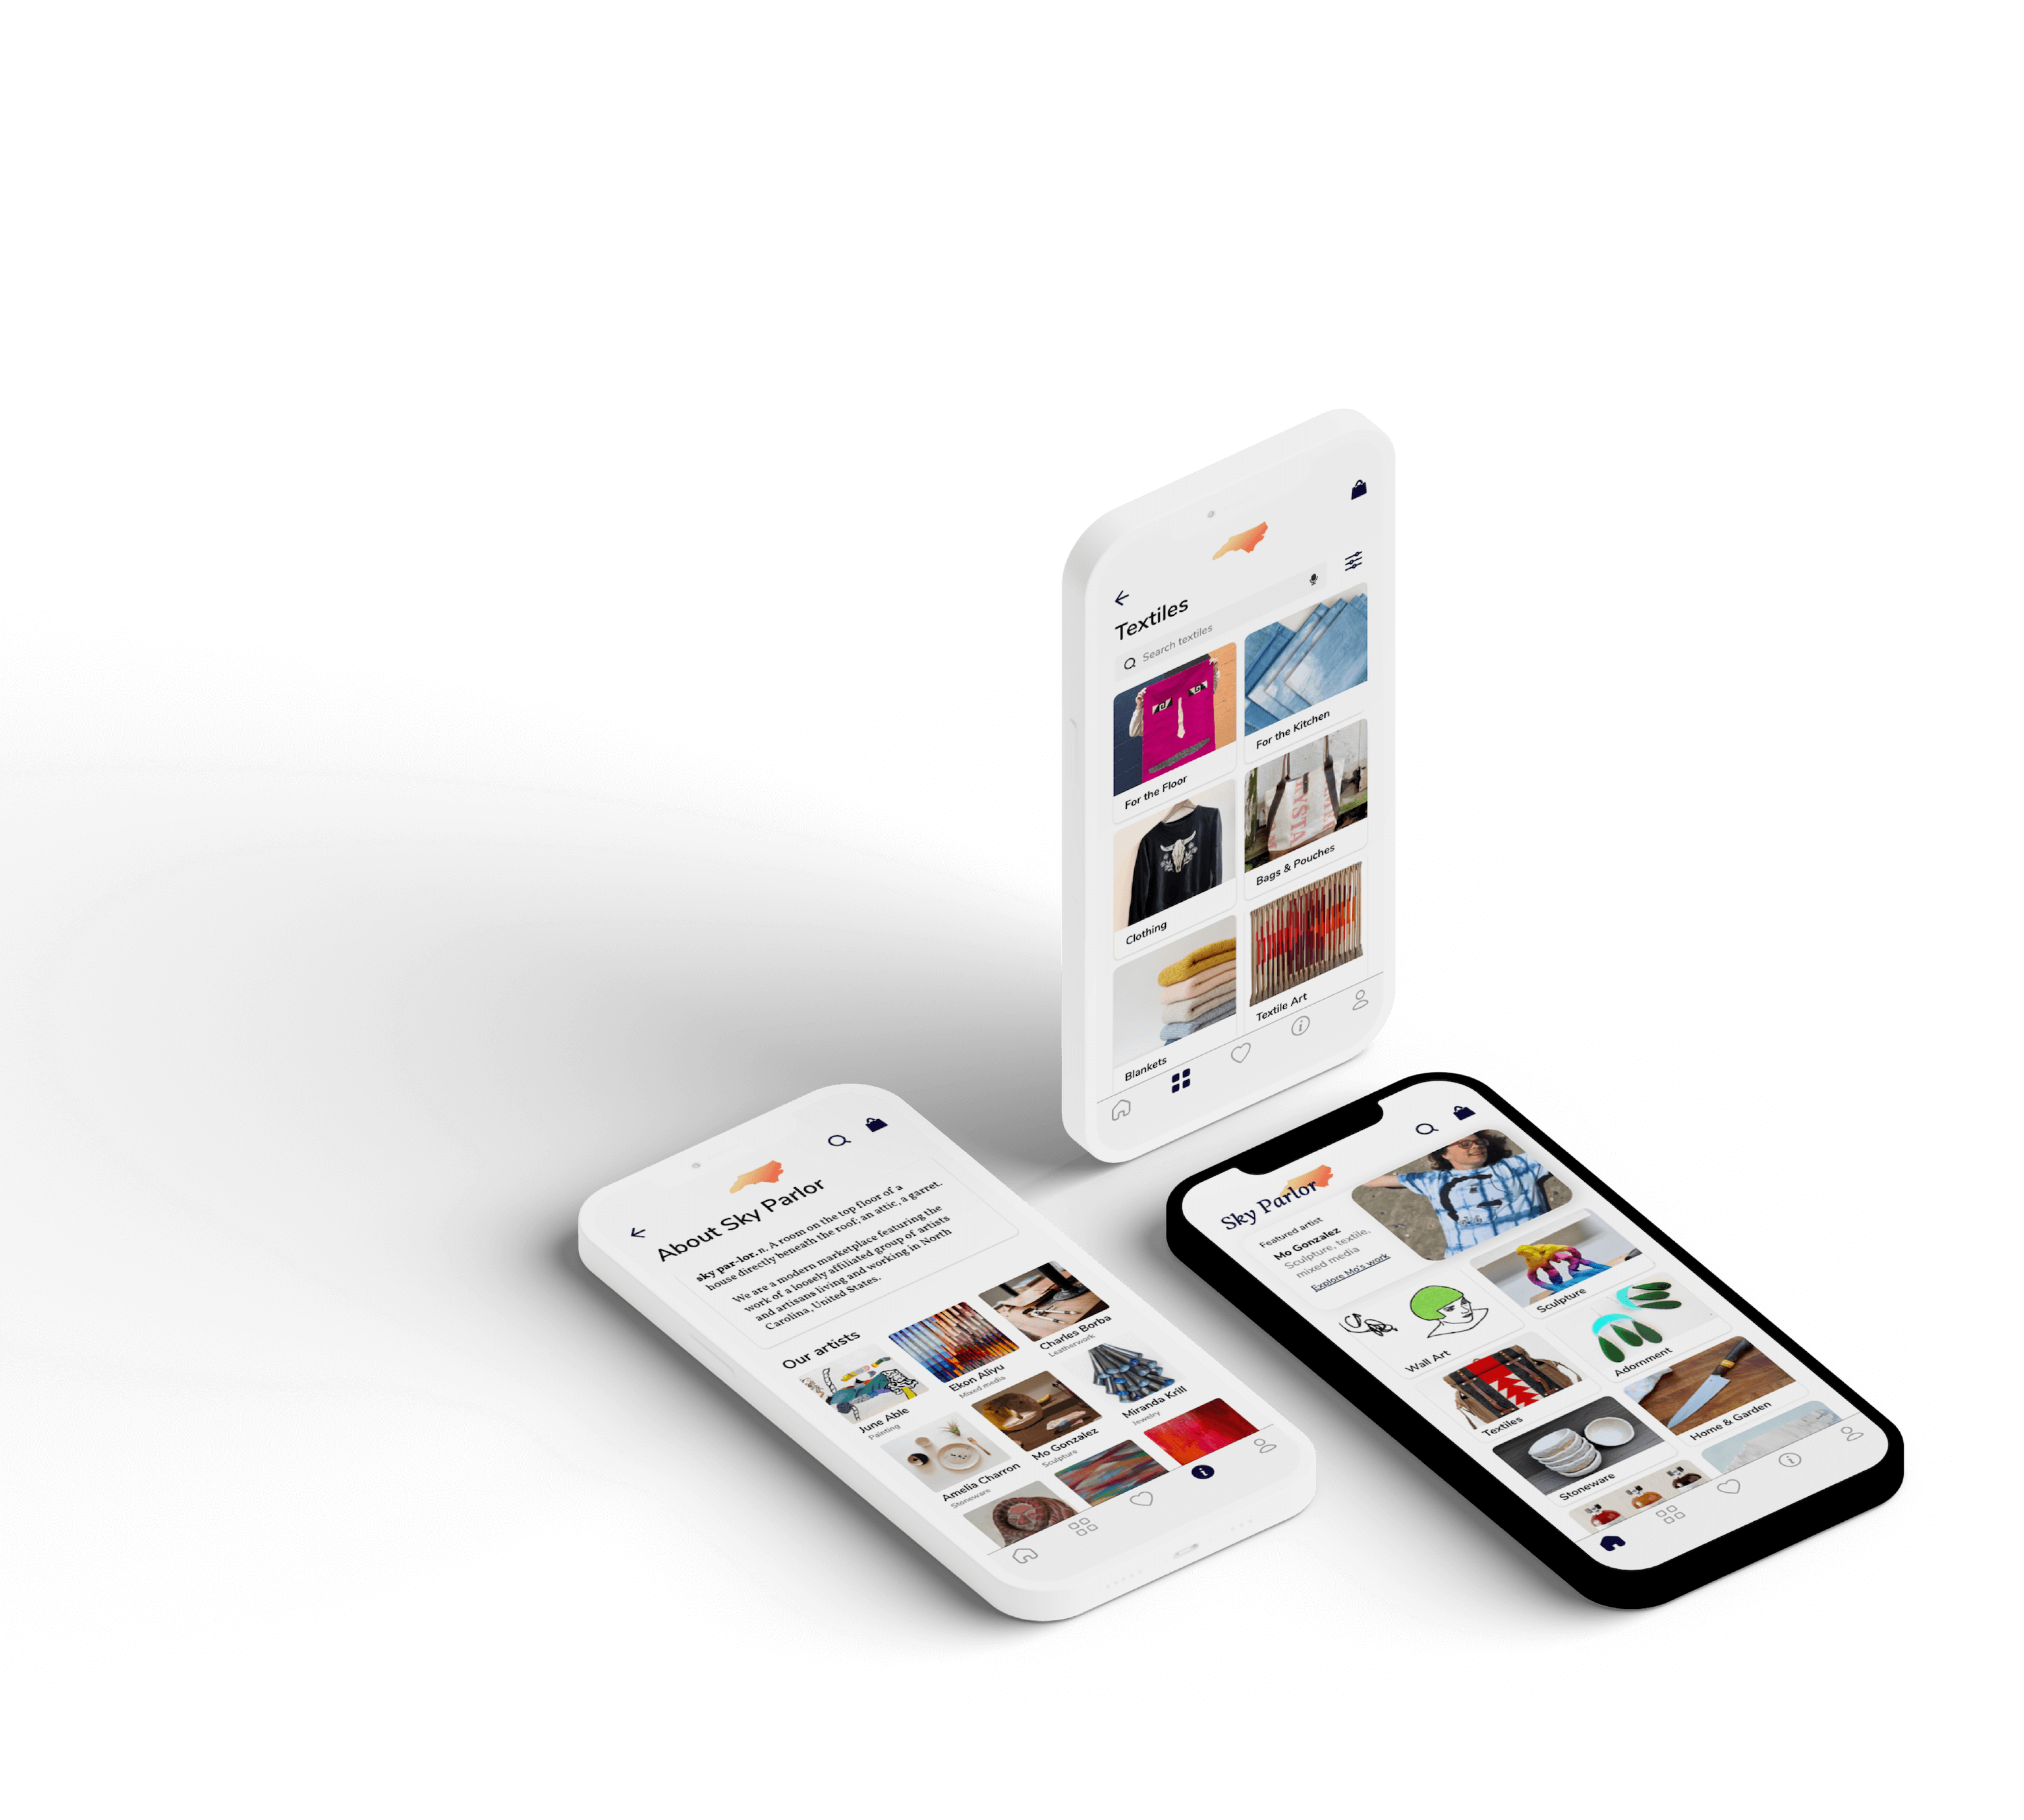 Textiles
Search textiles
For the Floor
For the Kitchen
Clothing
Bags & Pouches
Blankets
Textile Art
About Sky Parlor
sky par-lor. n. A room on the top floor of a
house directly beneath the roof; an attic, a garret.
We are a modern marketplace featuring the
work of a loosely affiliated group of artists
and artisans living and working in North
Carolina, United States.
Our artists
June Able
Painting
Ekon Aliyu
Mixed media
Charles Borba
Leatherwork
Amelia Charron
Stoneware
Mo Gonzalez
Sculpture
Miranda Krill
Jewelry
Sky Parlor
Featured artist
Mo Gonzalez
Sculpture, textile,
mixed media
Explore Mo's work
Wall Art
Sculpture
Textiles
Adornment
Stoneware
Home & Garden